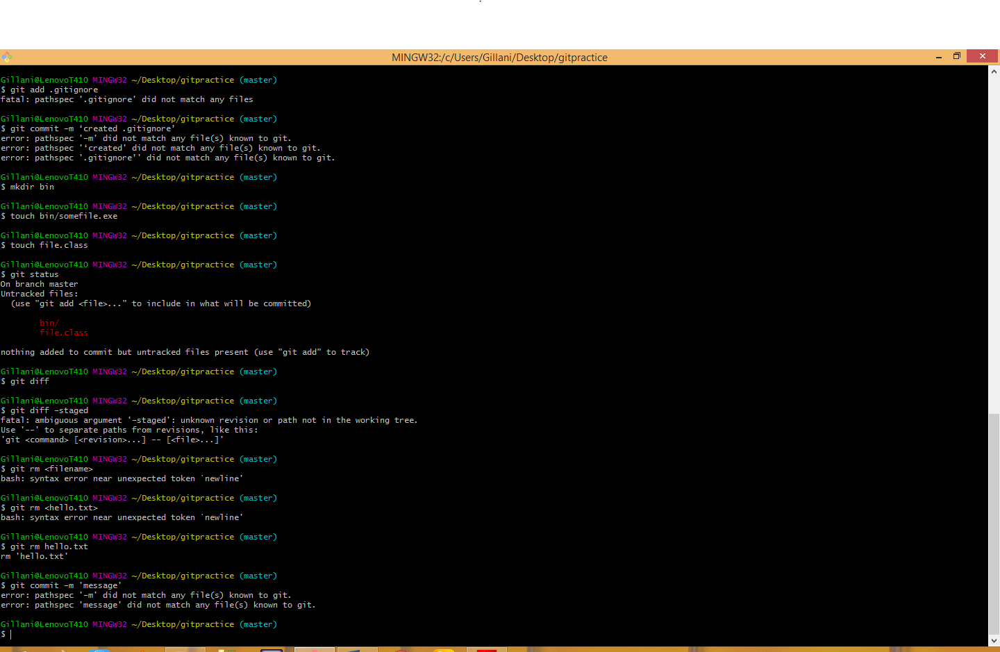 MINGW32:/c/Users/Gillani/Desktop/gitpractice
Gillani@LenovoT410 MINGW32 ~/Desktop/gitpractice (master)
$ git add .gitignore
fatal: pathspec '.gitignore' did not match any files
Gillani@LenovoT410 MINGW32 ~/Desktop/gitpractice (master)
$ git commit –m ‘created .gitignore’
error: pathspec '–m' did not match any file(s) known to git.
error: pathspec '‘created' did not match any file(s) known to git.
error: pathspec '.gitignore’' did not match any file(s) known to git.
Gillani@LenovoT410 MINGW32 ~/Desktop/gitpractice (master)
$ mkdir bin
Gillani@LenovoT410 MINGW32 ~/Desktop/gitpractice (master)
$ touch bin/somefile.exe
Gillani@LenovoT410 MINGW32 ~/Desktop/gitpractice (master)
$ touch file.class
Gillani@LenovoT410 MINGW32 ~/Desktop/gitpractice (master)
$ git status
On branch master
Untracked files:
(use "git add <file>..." to include in what will be committed)
bin/
file.class
nothing added to commit but untracked files present (use "git add" to track)
Gillani@LenovoT410 MINGW32 ~/Desktop/gitpractice (master)
$ git diff
Gillani@LenovoT410 MINGW32 ~/Desktop/gitpractice (master)
$ git diff –staged
fatal: ambiguous argument '–staged': unknown revision or path not in the working tree.
Use '--' to separate paths from revisions, like this:
'git <command> [<revision>...] -- [<file>...]'
Gillani@LenovoT410 MINGW32 ~/Desktop/gitpractice (master)
$ git rm <filename>
bash: syntax error near unexpected token `newline'
Gillani@LenovoT410 MINGW32 ~/Desktop/gitpractice (master)
$ git rm <hello.txt>
bash: syntax error near unexpected token `newline'
Gillani@LenovoT410 MINGW32 ~/Desktop/gitpractice (master)
$ git rm hello.txt
rm 'hello.txt'
Gillani@LenovoT410 MINGW32 ~/Desktop/gitpractice (master)
$ git commit –m 'message'
error: pathspec '–m' did not match any file(s) known to git.
error: pathspec 'message' did not match any file(s) known to git.
Gillani@LenovoT410 MINGW32 ~/Desktop/gitpractice (master)
$